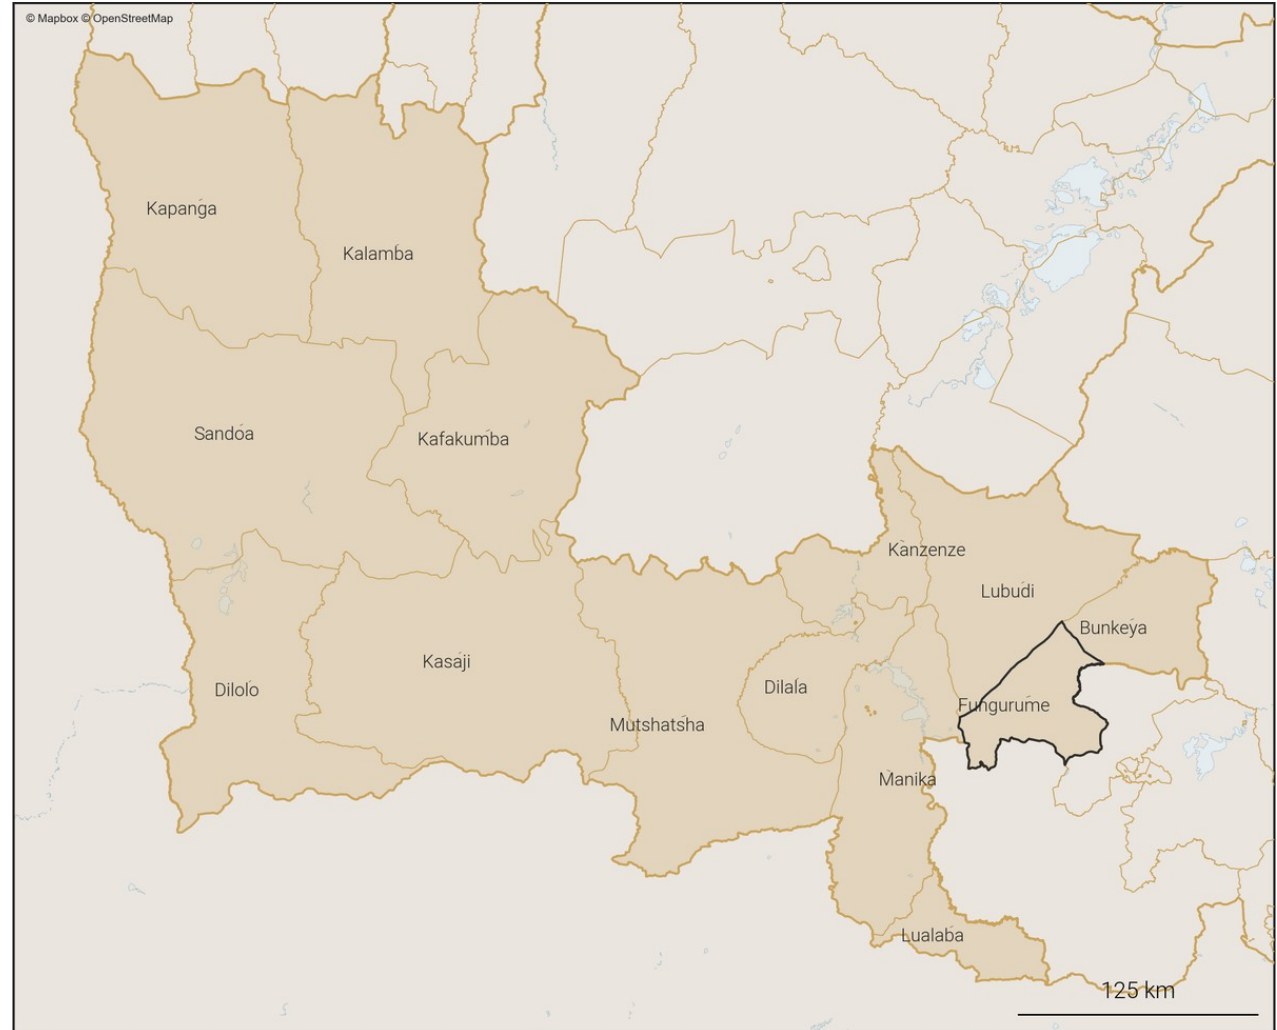 © Mapbox © OpenStreetMap
Kapanga
Kalamba
Sandoa
Kafakumba
Kanzenze
Lubudi
Bunkeya
Kasaji
Dilolo
Dilala
Fungurume
Mutshatsha
Manika
Lualaba
125 km